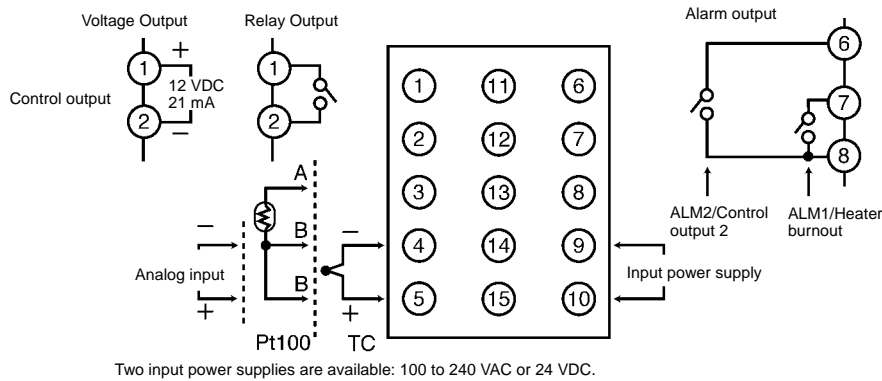 Voltage Output
Relay Output
Alarm output
Control output
+
1
12 VDC
21 mA
2
−
1
2
1
11
6
2
12
7
3
13
8
4
14
9
5
15
10
6
7
8
ALM2/Control
output 2
ALM1/Heater
burnout
A
B
B
−
Analog input
+
−
+
Input power supply
Pt100
TC
Two input power supplies are available: 100 to 240 VAC or 24 VDC.